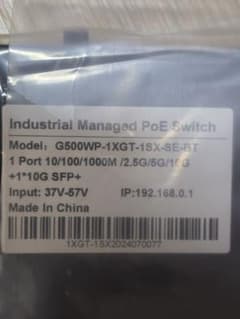 Industrial Managed PoE Switch
Model: G500WP-1XGT-1SX-SE-BT
1 Port 10/100/1000M /2.5G/5G/10G
+1*10G SFP+
Input: 37V-57V IP:192.168.0.1
Made In China
1XGT-1SX2024070077